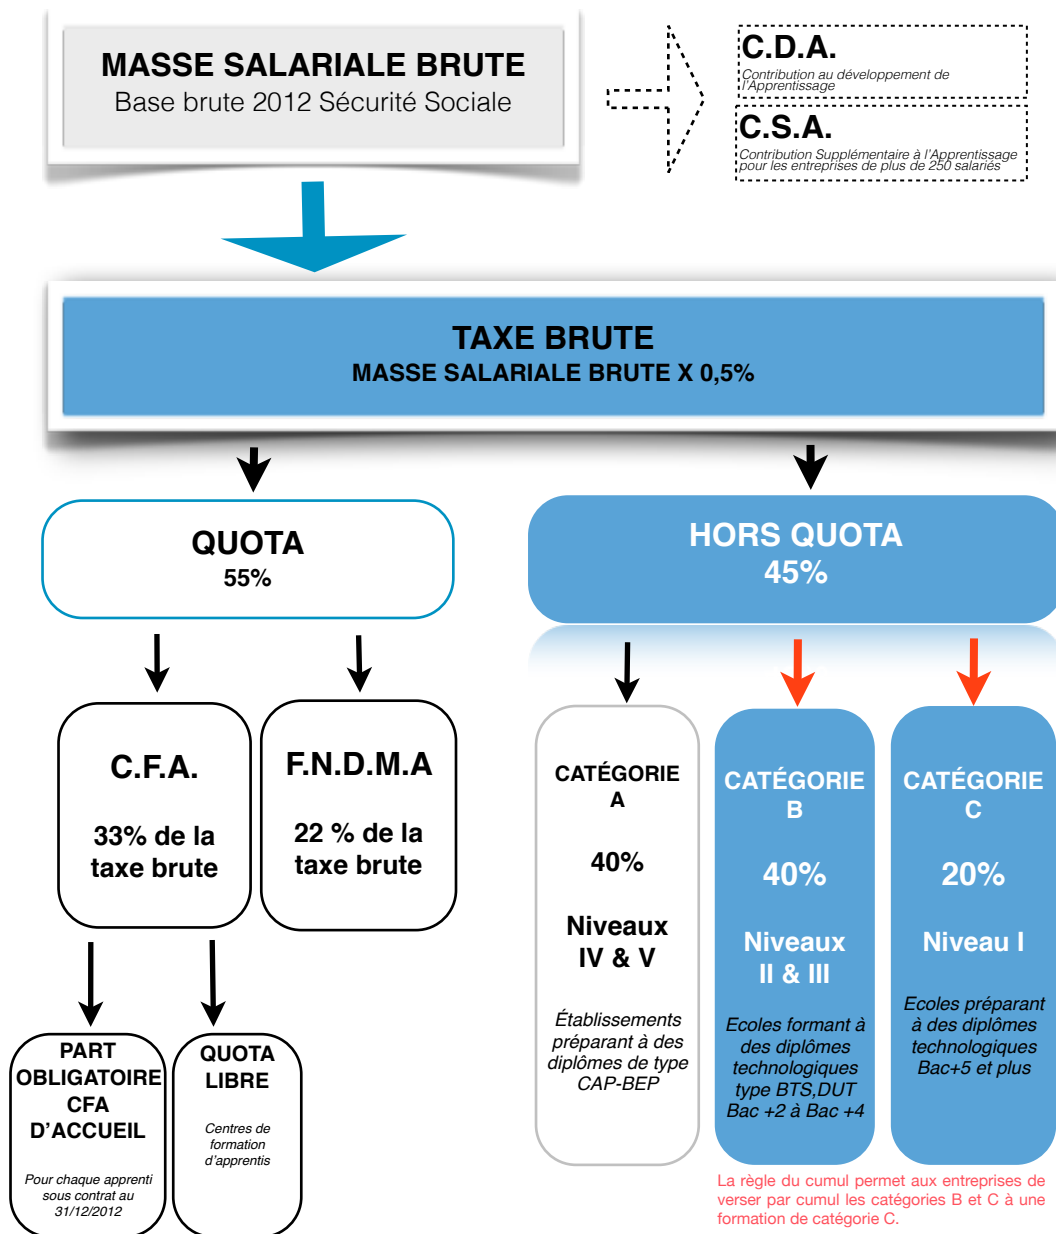 MASSE SALARIALE BRUTE
Base brute 2012 Sécurité Sociale
C.D.A.
Contribution au développement de
l'Apprentissage
C.S.A.
Contribution Supplémentaire à l'Apprentissage
pour les entreprises de plus de 250 salariés
TAXE BRUTE
MASSE SALARIALE BRUTE X 0,5%
QUOTA
55%
HORS QUOTA
45%
C.F.A.
33% de la
taxe brute
F.N.D.M.A
22 % de la
taxe brute
CATÉGORIE
A
40%
Niveaux
IV & V
Établissements
préparant à des
diplômes de type
CAP-BEP
CATÉGORIE
B
40%
Niveaux
II & III
Ecoles formant à
des diplômes
technologiques
type BTS,DUT
Bac +2 à Bac +4
CATÉGORIE
C
20%
Niveau I
Ecoles préparant
à des diplômes
technologiques
Bac+5 et plus
PART
OBLIGATOIRE
CFA
D'ACCUEIL
Pour chaque apprenti
sous contrat au
31/12/2012
QUOTA
LIBRE
Centres de
formation
d'apprentis
La règle du cumul permet aux entreprises de
verser par cumul les catégories B et C à une
formation de catégorie C.